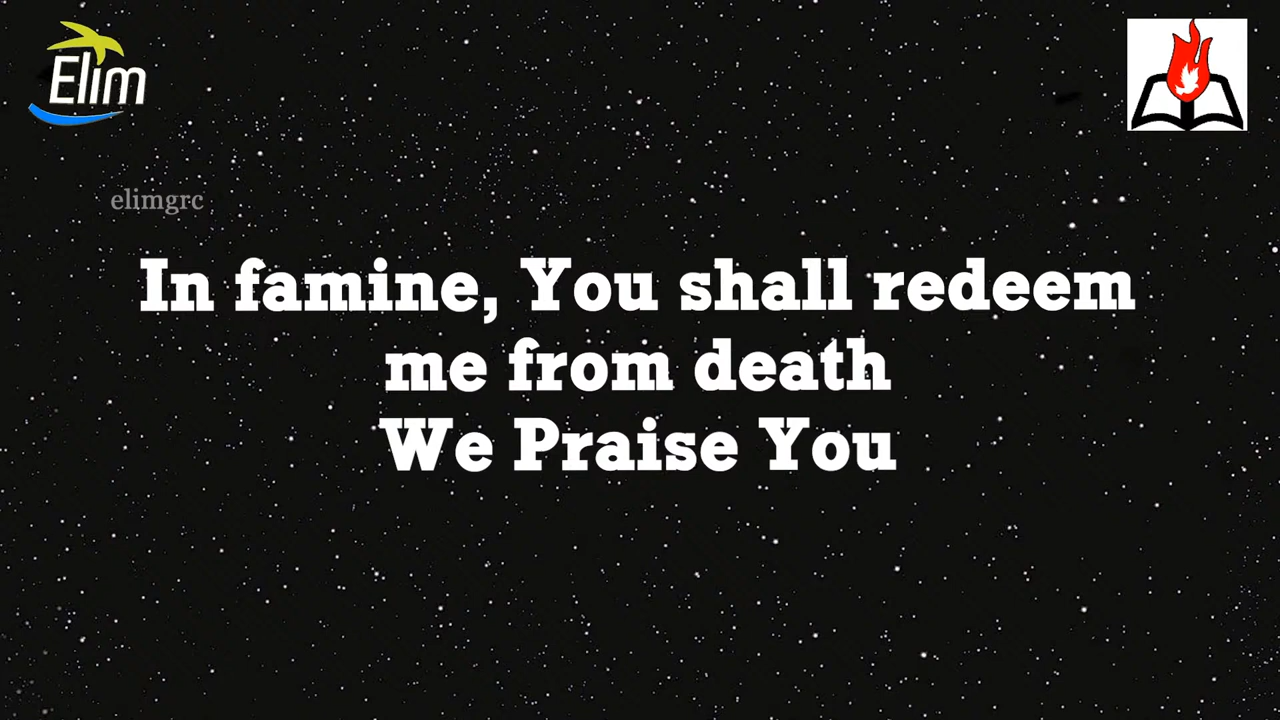 Elim
elimgrc
In famine, You shall redeem
me from death
We Praise You